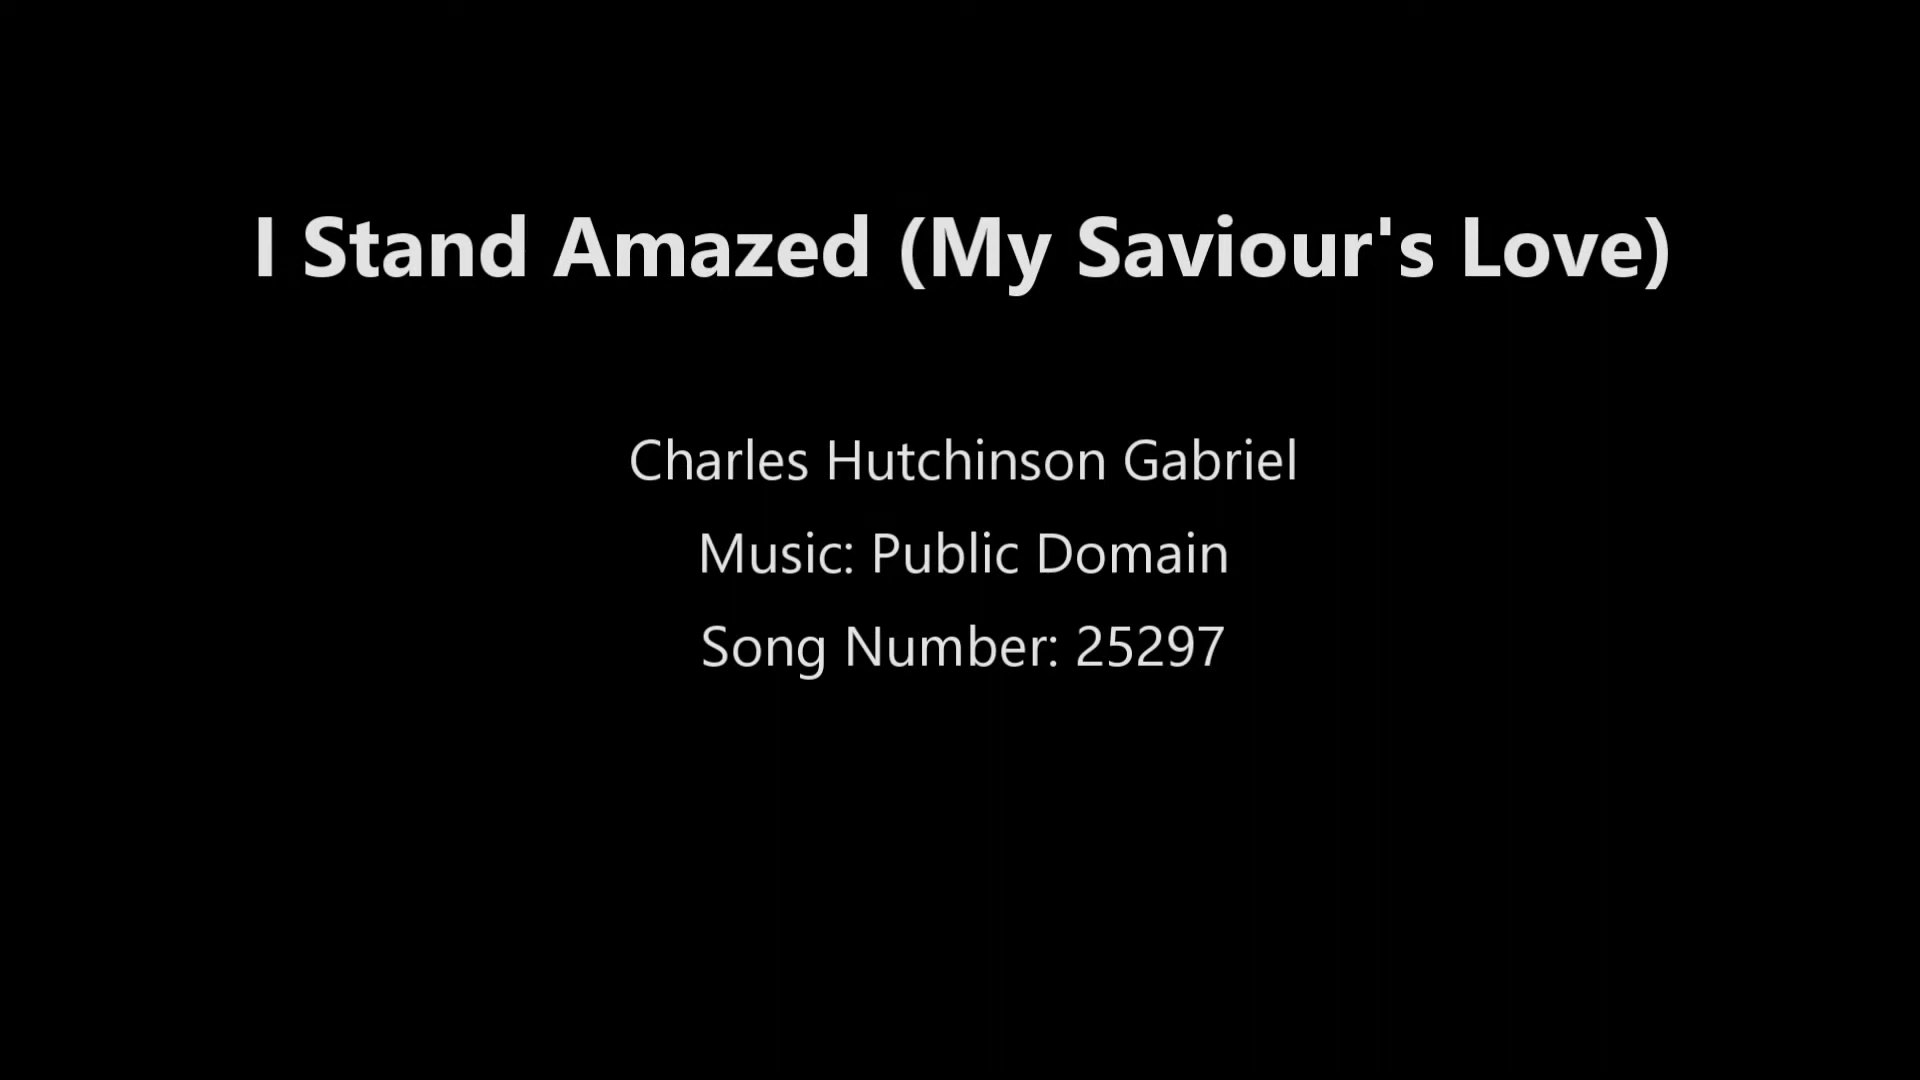 I Stand Amazed (My Saviour's Love)
Charles Hutchinson Gabriel
Music: Public Domain
Song Number: 25297